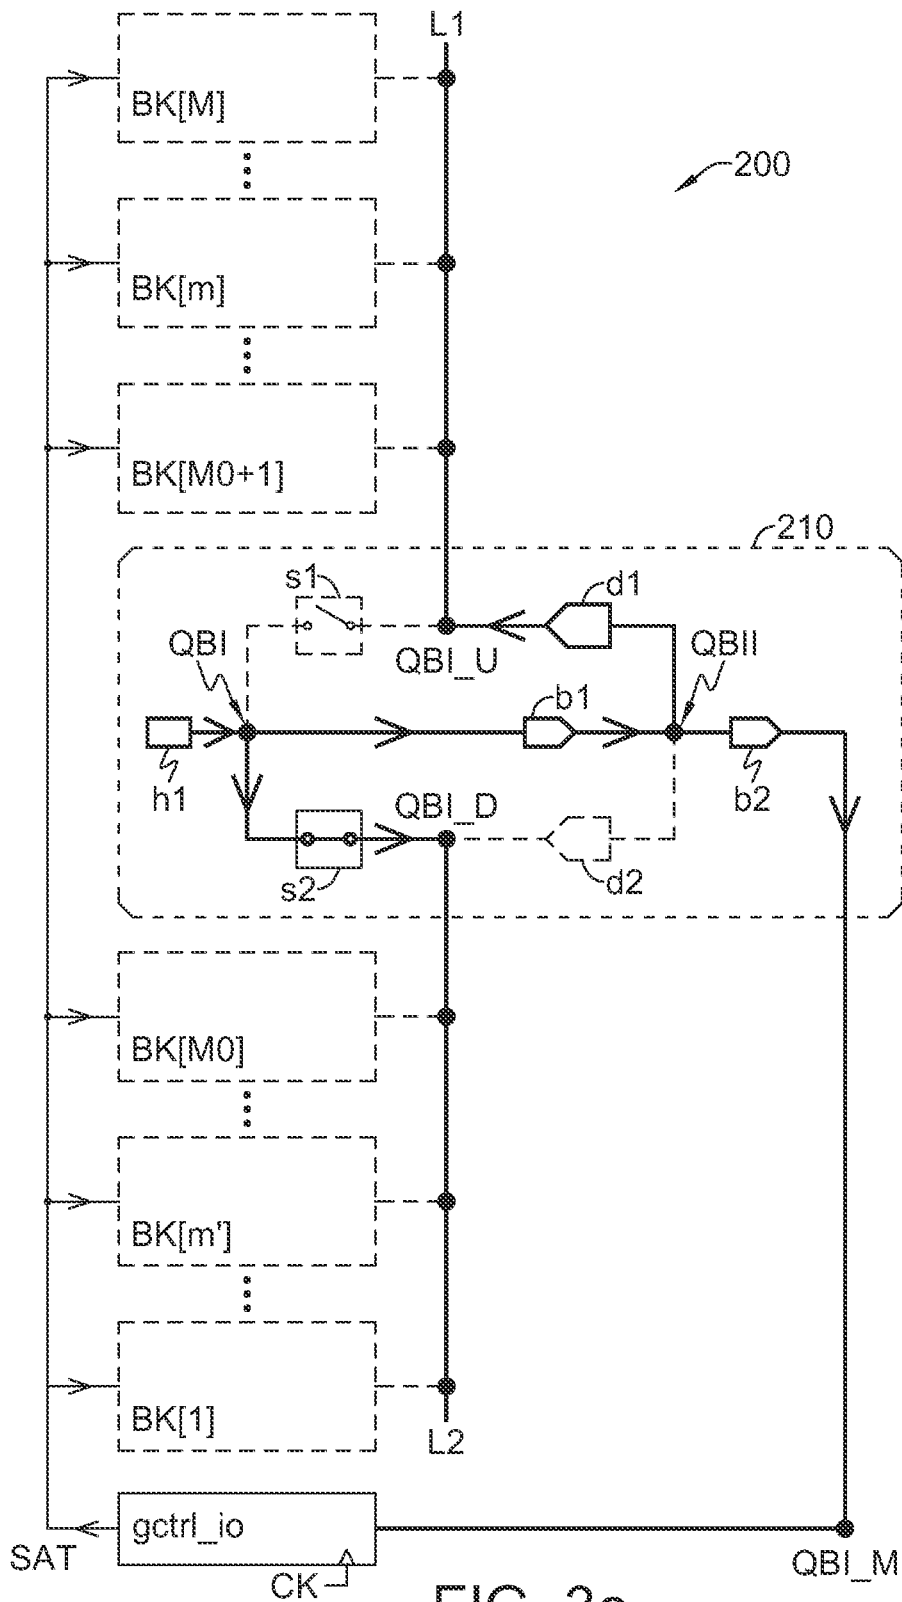 L1
BK[M]
200
BK[m]
BK[M0+1]
210
s1
d1
QBI
QBI_U
QBII
b1
h1
QBI_D
b2
s2
d2
BK[M0]
BK[m']
BK[1]
L2
gctrl_io
SAT
CK
QBI_M